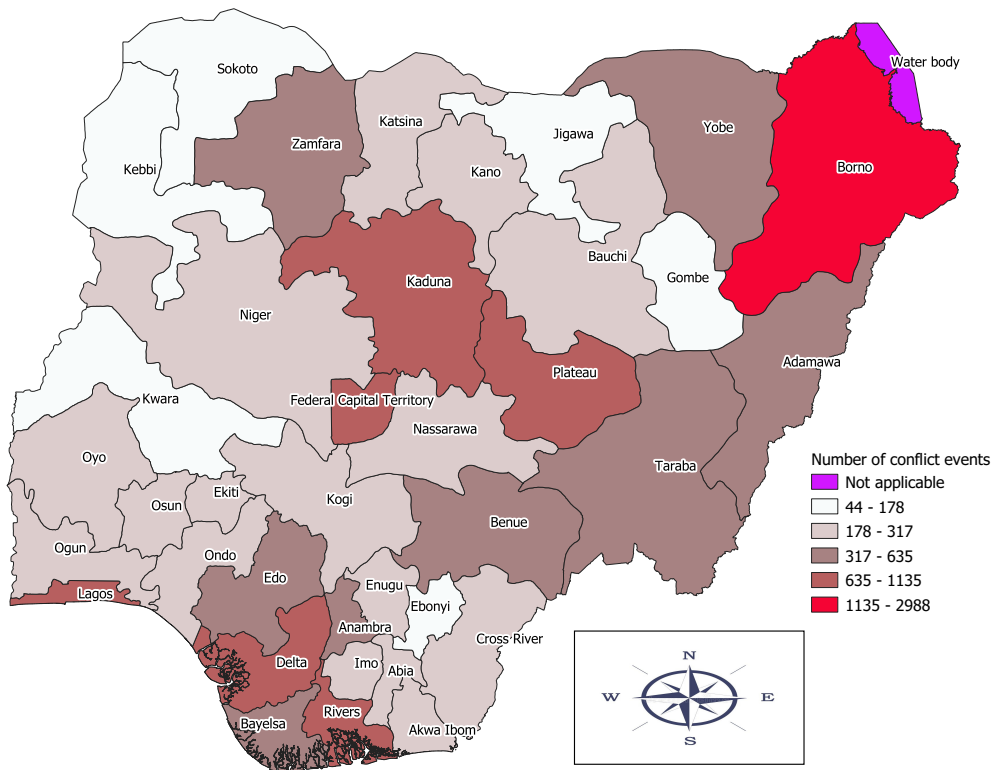 Water body
Sokoto
Katsina
Yobe
Jigawa
Zamfara
Kebbi
Kano
Borno
Bauchi
Gombe
Kaduna
Niger
Adamawa
Plateau
Kwara
Federal Capital Territory
Nassarawa
Oyo
Taraba
Ekiti
Kogi
Osun
Benue
Ogun
Ondo
Edo
Enugu
Lagos
Ebonyi
Anambra
Cross River
Delta
Imo
Abia
Rivers
Bayelsa
Akwa Ibom
Number of conflict events
Not applicable
44 - 178
178 - 317
317 - 635
635 - 1135
1135 - 2988
N
W
E
S